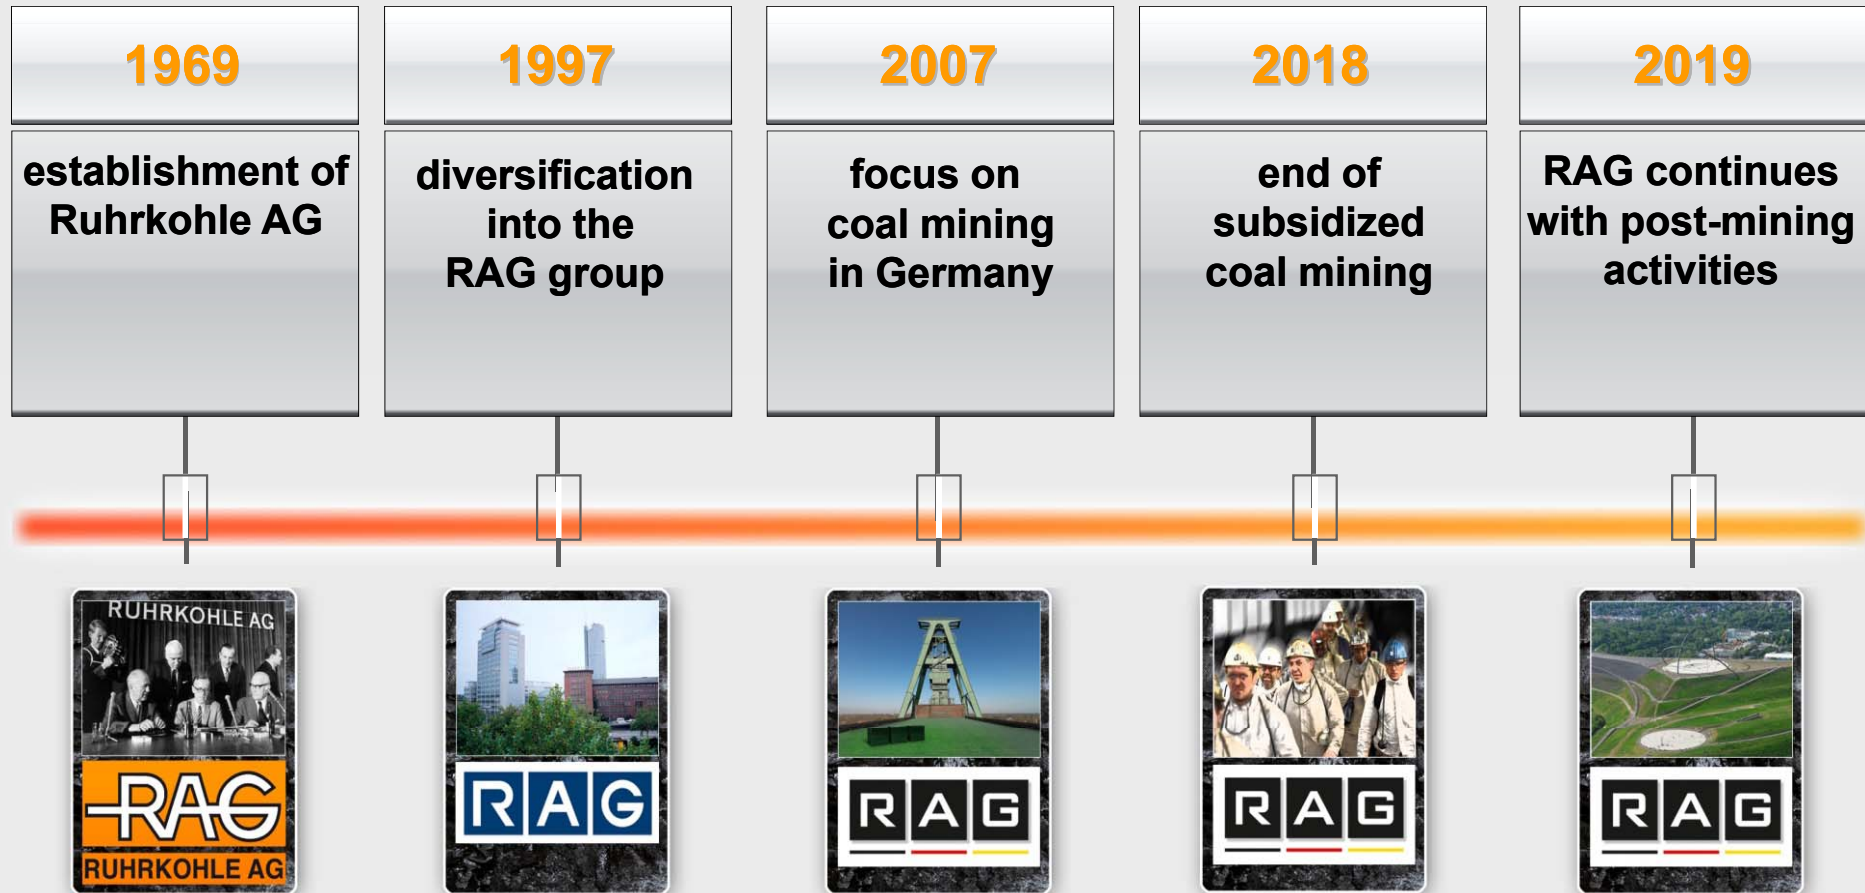 1969
establishment of
Ruhrkohle AG
1997
diversification
into the
RAG group
2007
focus on
coal mining
in Germany
2018
end of
subsidized
coal mining
2019
RAG continues
with post-mining
activities
RUHRKOHLE AG
RAG
RUHRKOHLE AG
RAG
RAG
RAG
RAG